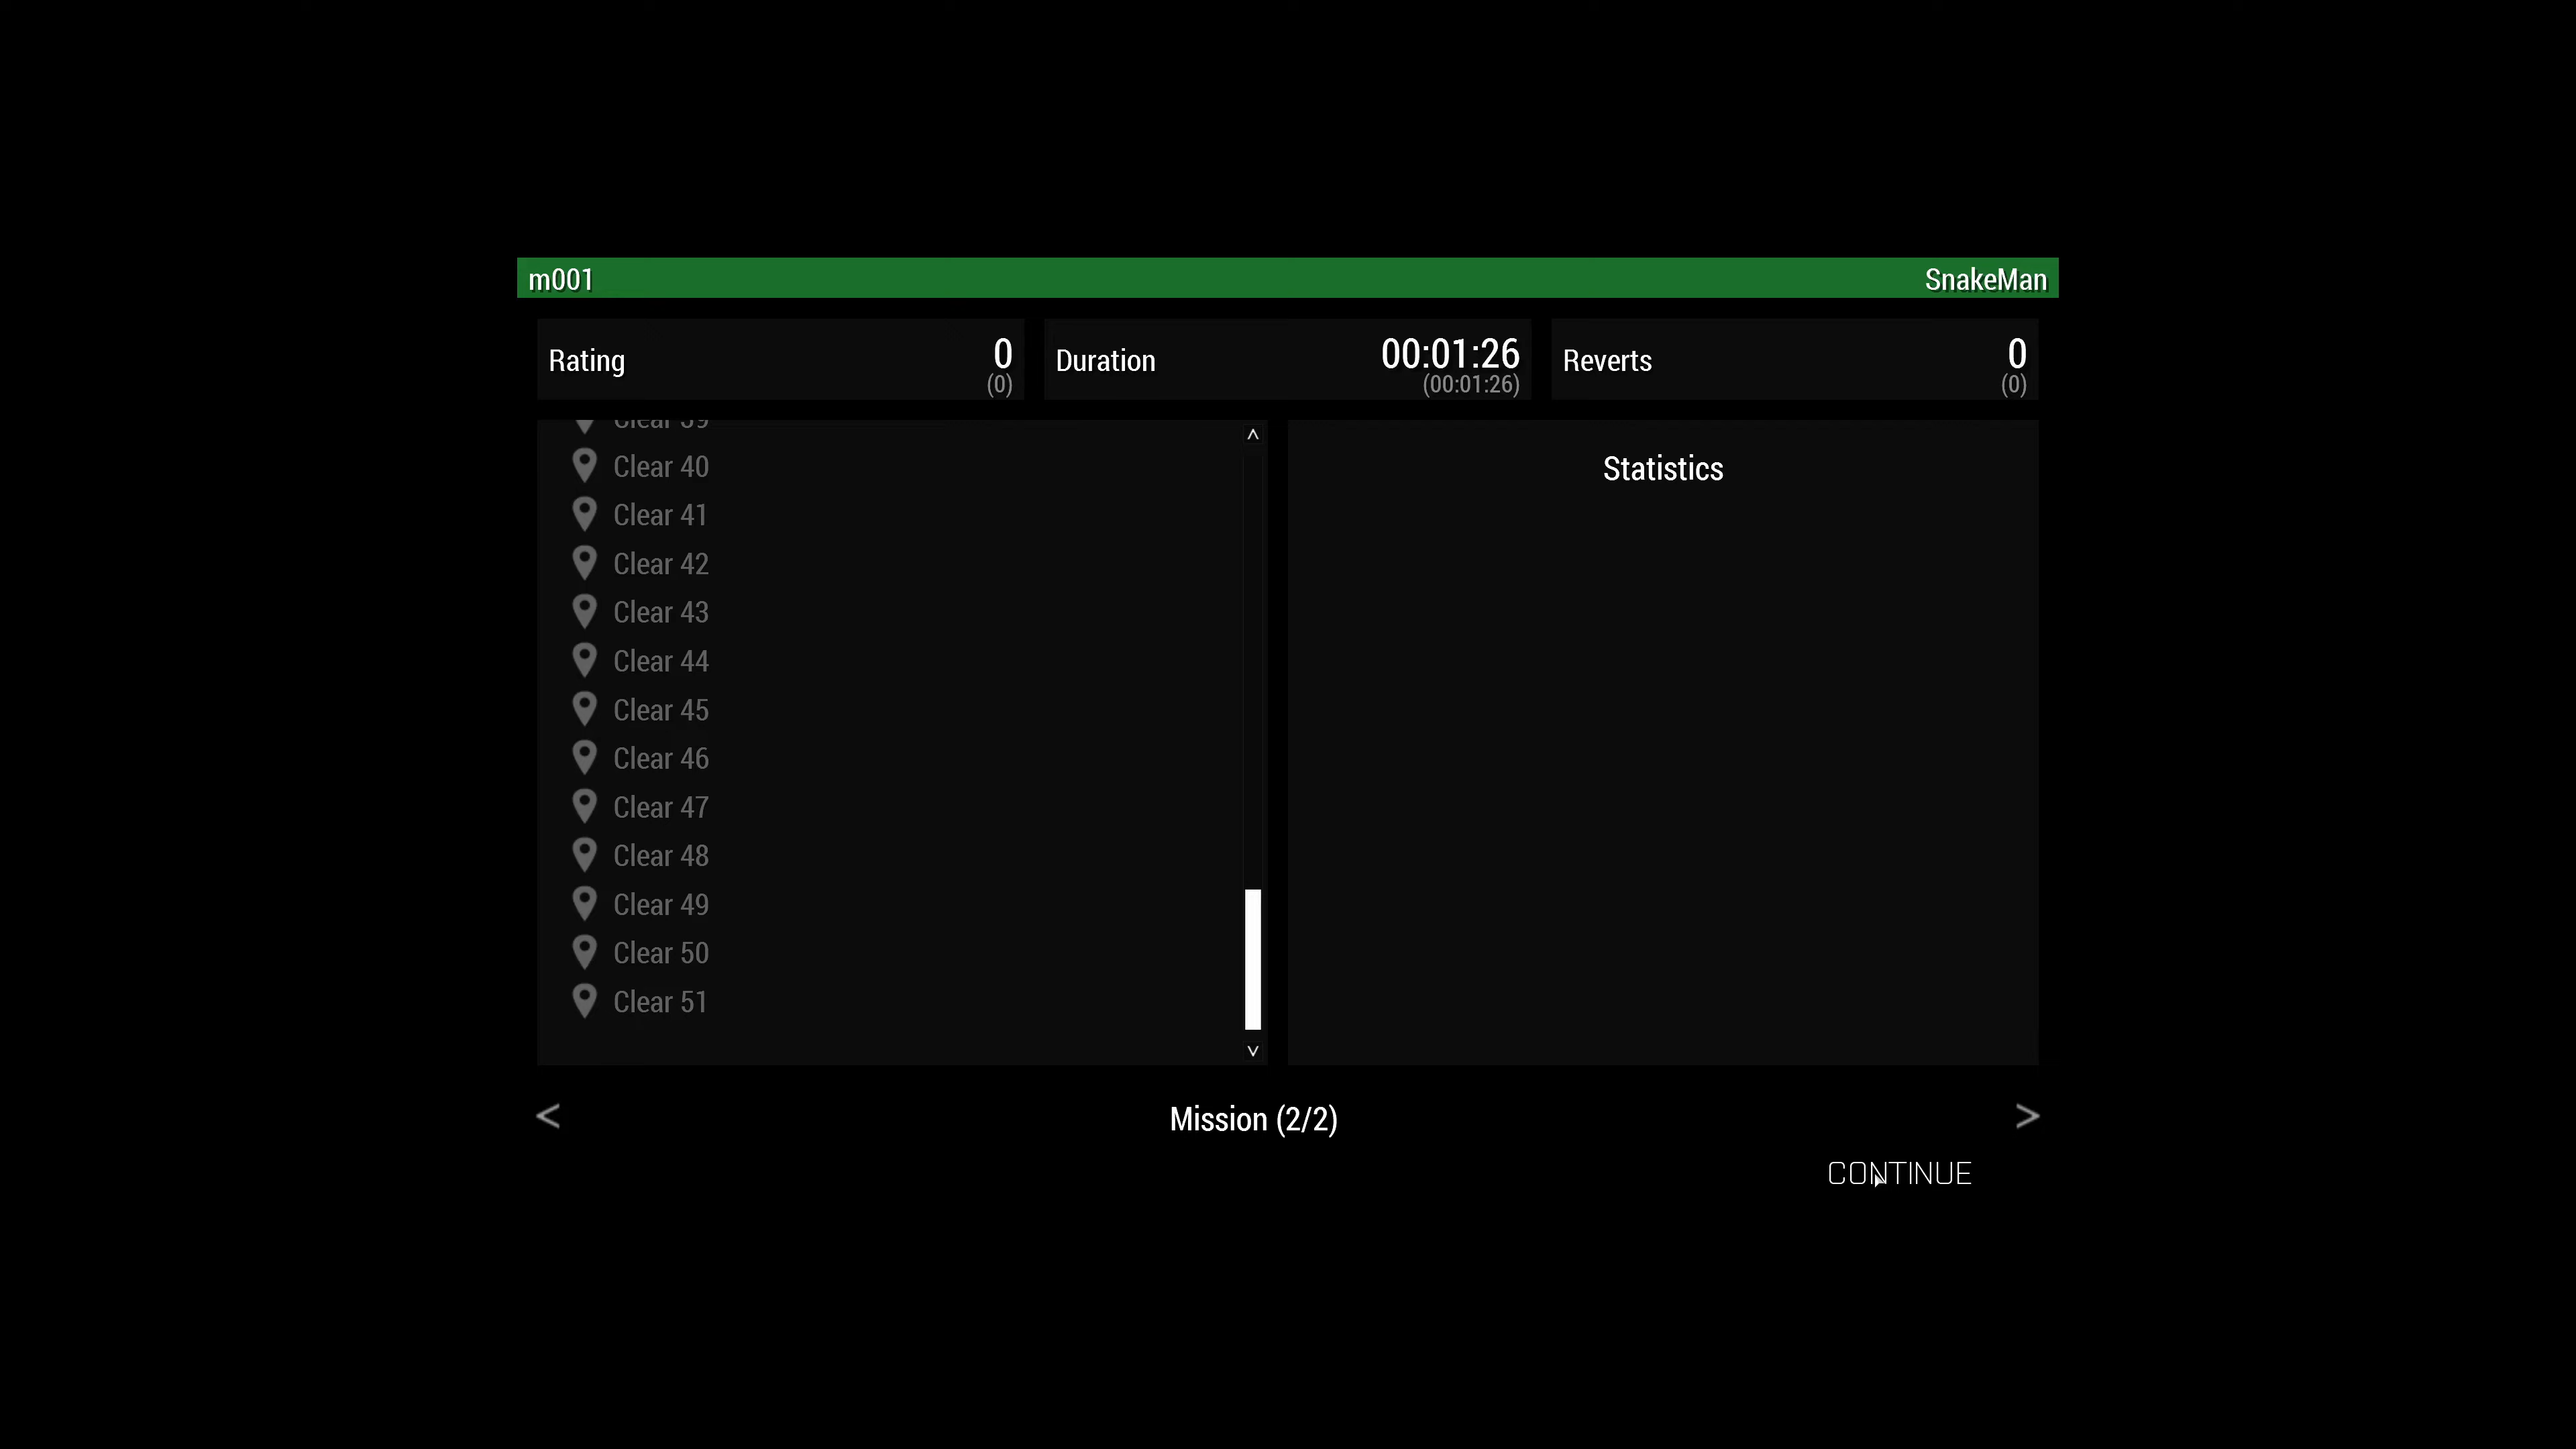 m001 SnakeMan
Rating 0 (0)
Duration 00:01:26 (00:01:26)
Reverts 0 (0)
Clear 39
Clear 40
Clear 41
Clear 42
Clear 43
Clear 44
Clear 45
Clear 46
Clear 47
Clear 48
Clear 49
Clear 50
Clear 51
Statistics
< Mission (2/2) >
CONTINUE